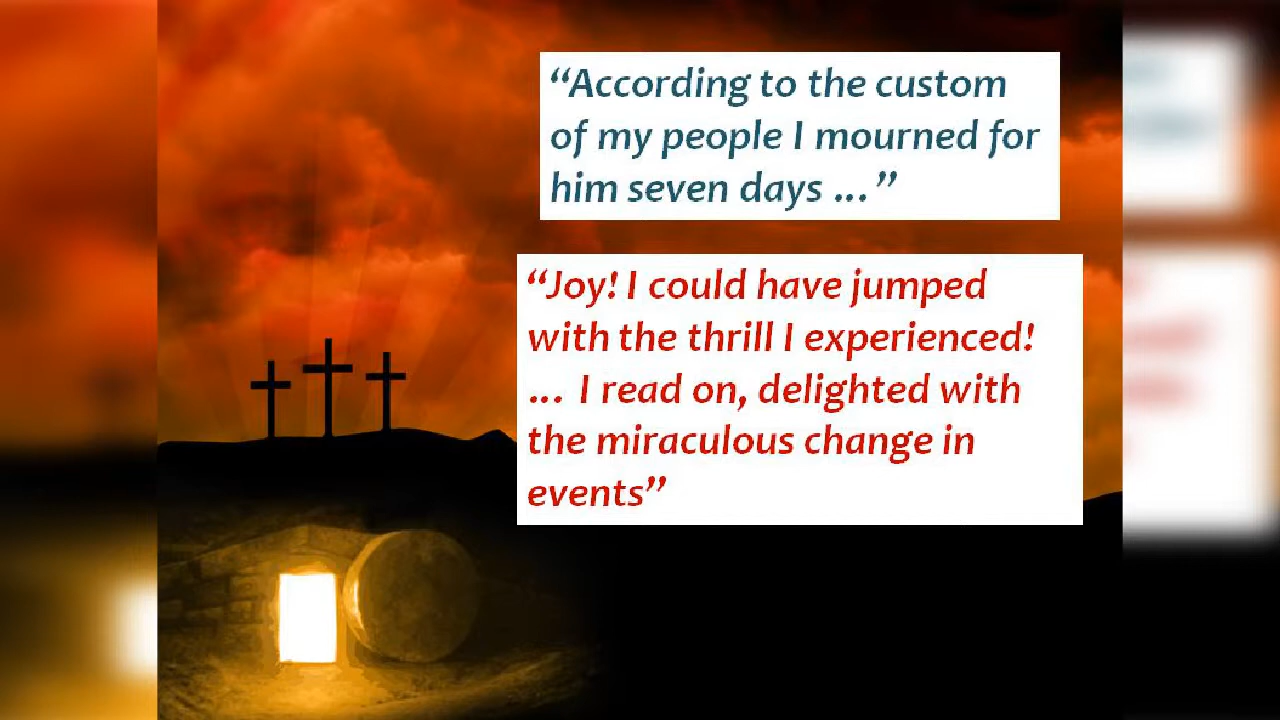 “According to the custom
of my people I mourned for
him seven days ...”
“Joy! I could have jumped
with the thrill I experienced!
... I read on, delighted with
the miraculous change in
events”